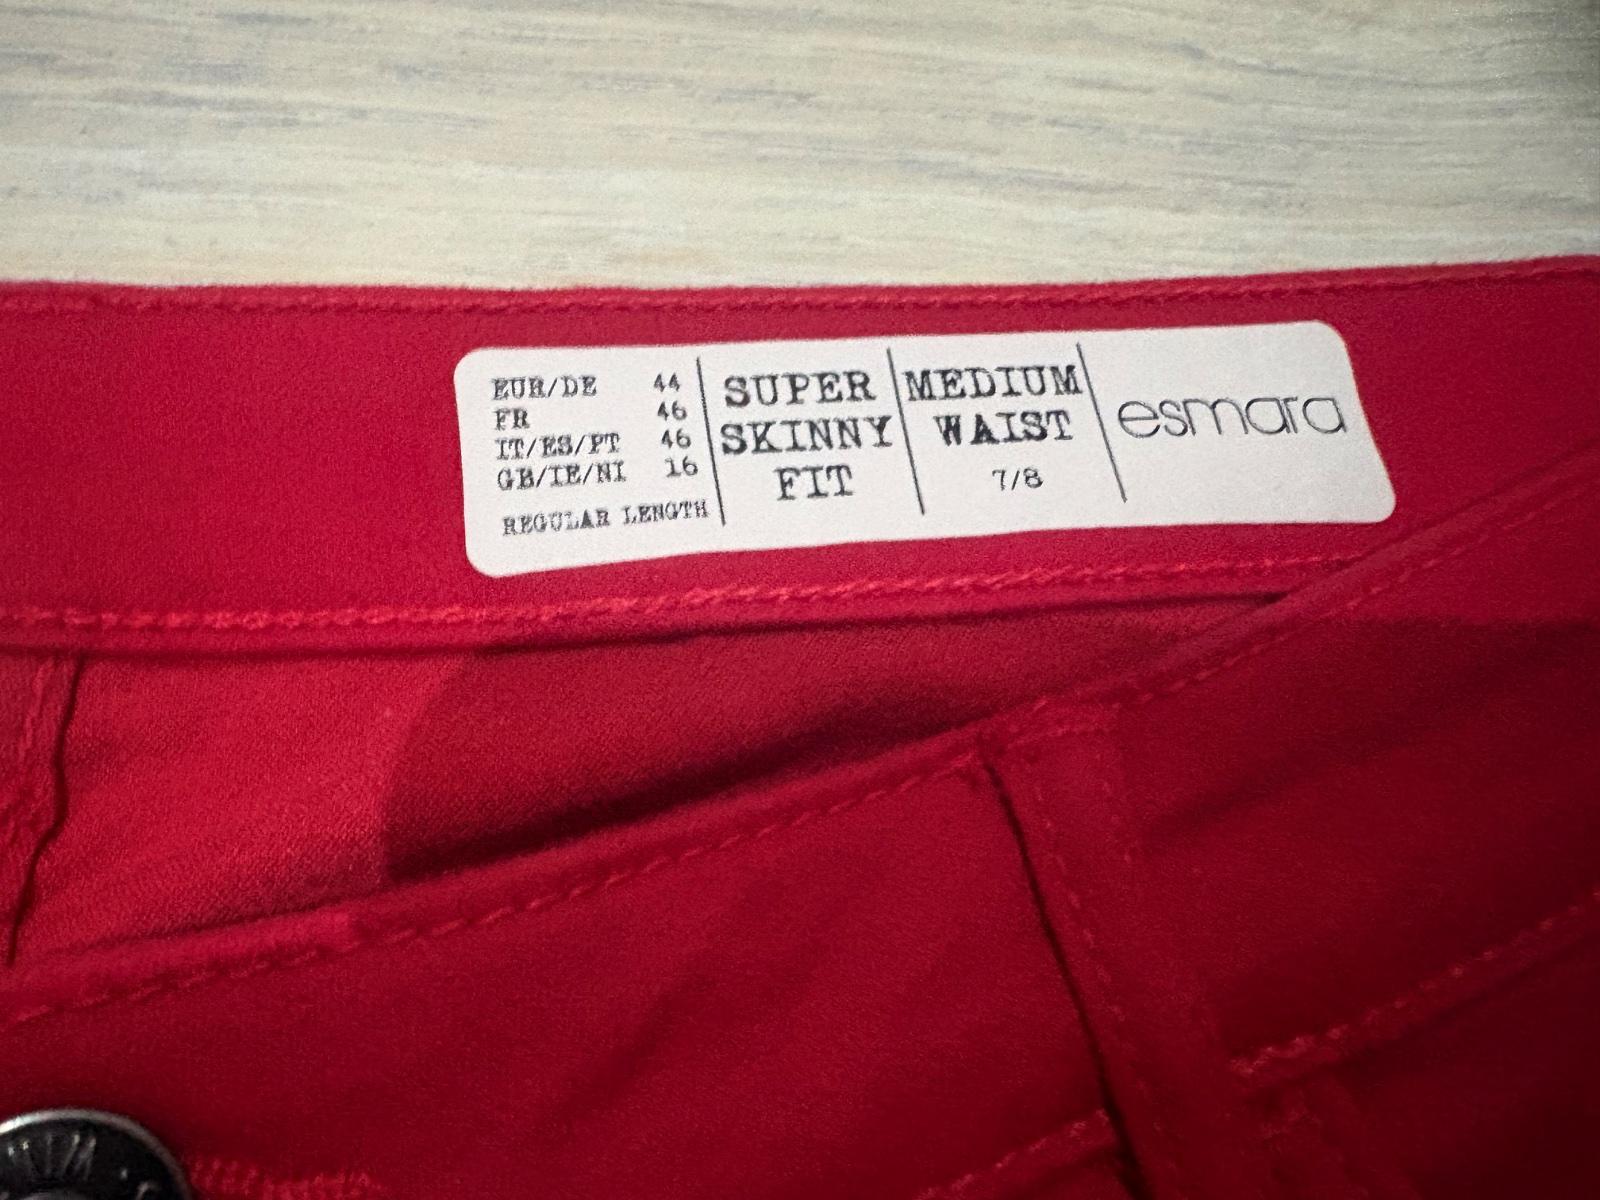 EUR/DE 44
FR 46
IT/ES/PT 46
GB/IE/NI 16
REGULAR LENGTH
SUPER
SKINNY
FIT
MEDIUM
WAIST
7/8
esmara